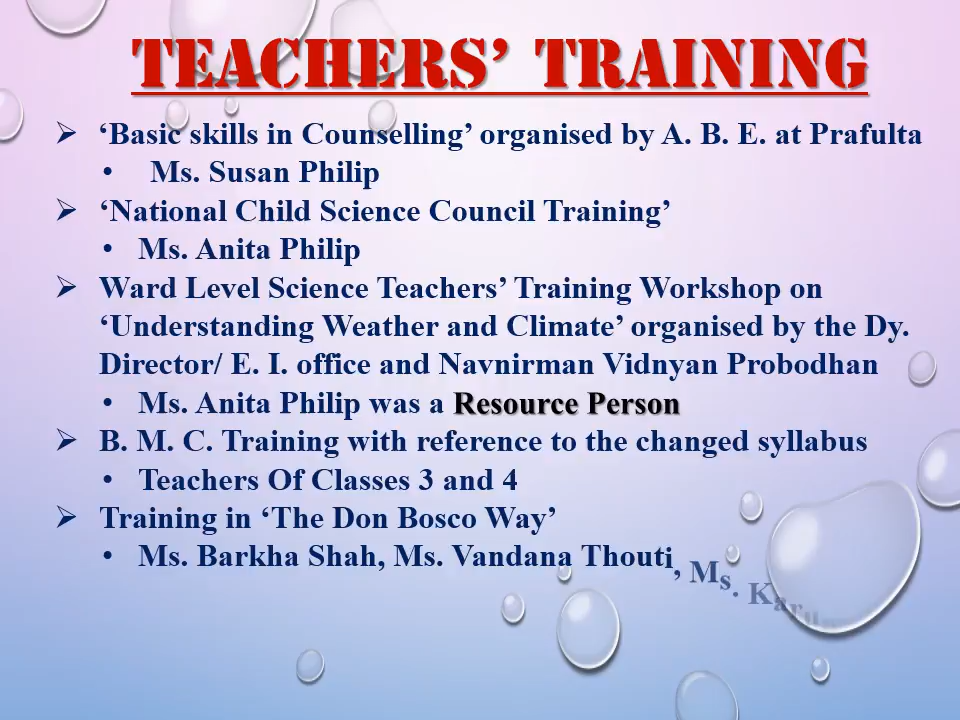 TEACHERS’ TRAINING
‘Basic skills in Counselling’ organised by A. B. E. at Prafulta
Ms. Susan Philip
‘National Child Science Council Training’
Ms. Anita Philip
Ward Level Science Teachers’ Training Workshop on
‘Understanding Weather and Climate’ organised by the Dy.
Director/ E. I. office and Navnirman Vidnyan Probodhan
Ms. Anita Philip was a Resource Person
B. M. C. Training with reference to the changed syllabus
Teachers Of Classes 3 and 4
Training in ‘The Don Bosco Way’
Ms. Barkha Shah, Ms. Vandana Thouti, Ms.